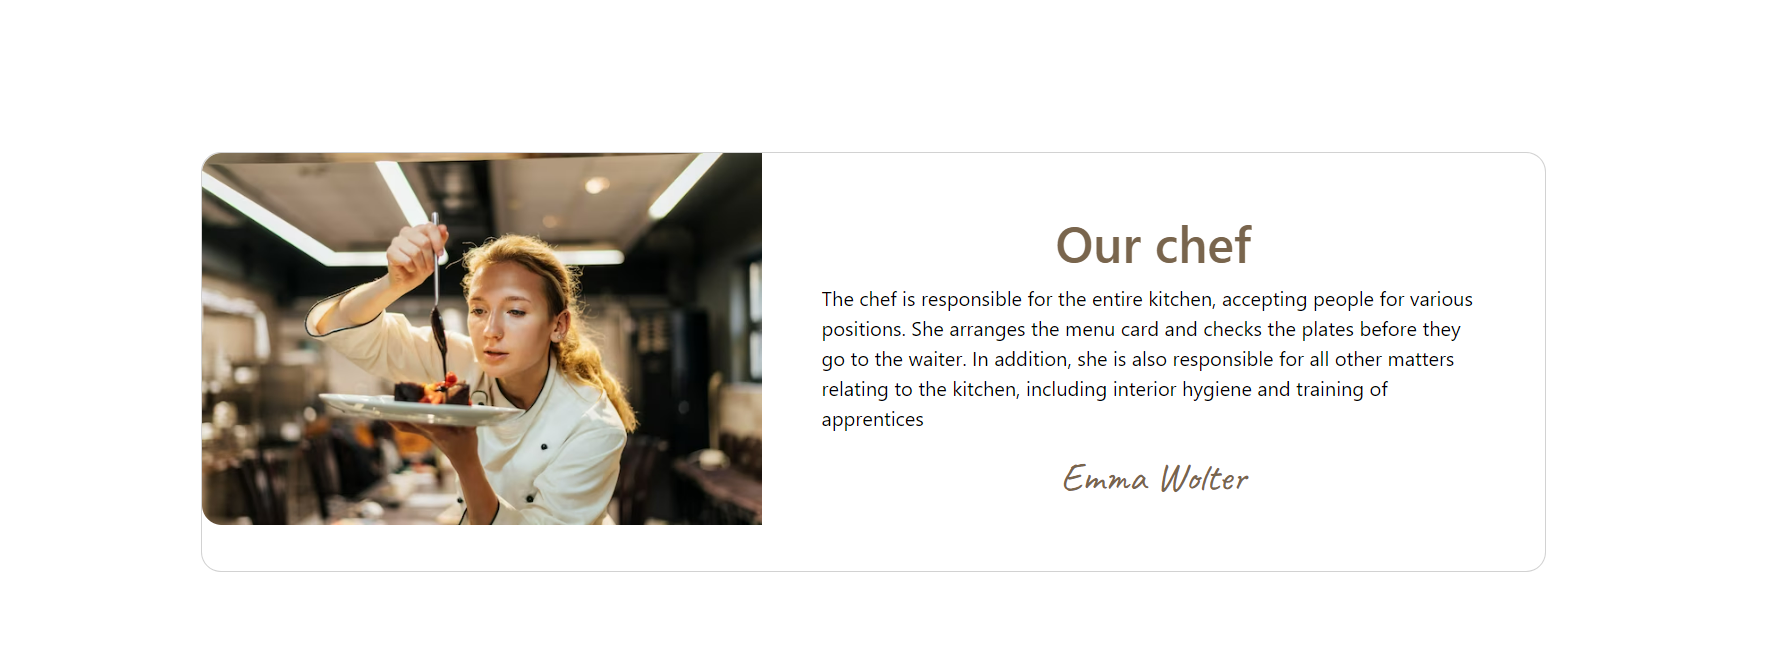 Our chef
The chef is responsible for the entire kitchen, accepting people for various
positions. She arranges the menu card and checks the plates before they
go to the waiter. In addition, she is also responsible for all other matters
relating to the kitchen, including interior hygiene and training of
apprentices
Emma Wolter